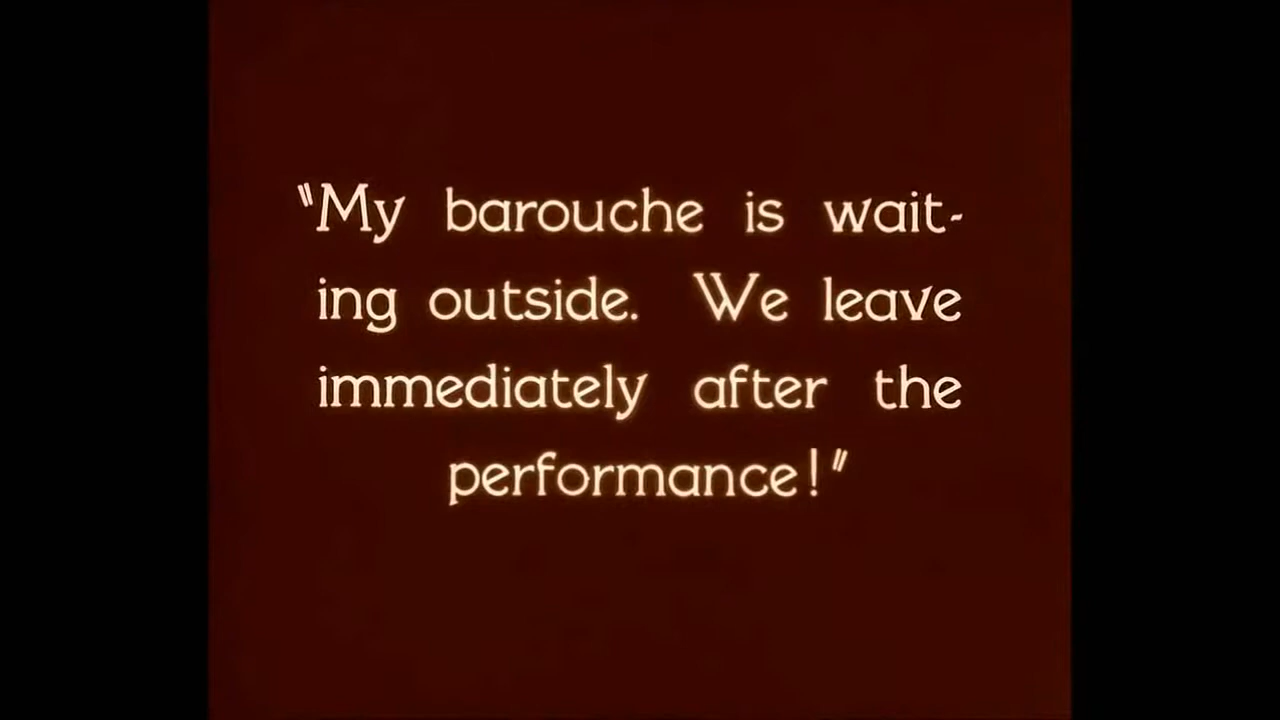 "My barouche is wait-
ing outside. We leave
immediately after the
performance!"